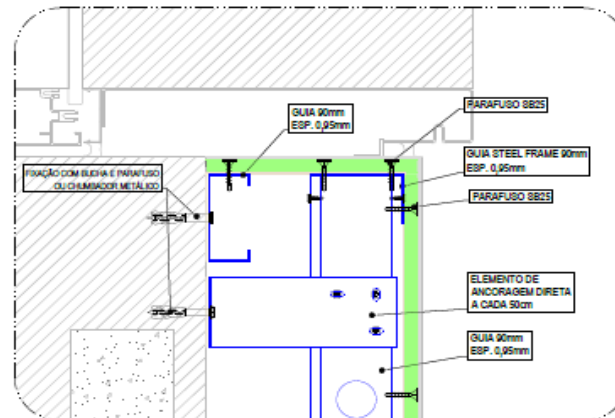 GUIA 90mm
ESP. 0,95mm
PARAFUSO SB25
FIXAÇÃO COM BUCHA E PARAFUSO
OU CHUMBADOR METÁLICO
GUIA STEEL FRAME 90mm
ESP. 0,95mm
PARAFUSO SB25
ELEMENTO DE
ANCORAGEM DIRETA
A CADA 50cm
GUIA 90mm
ESP. 0,95mm